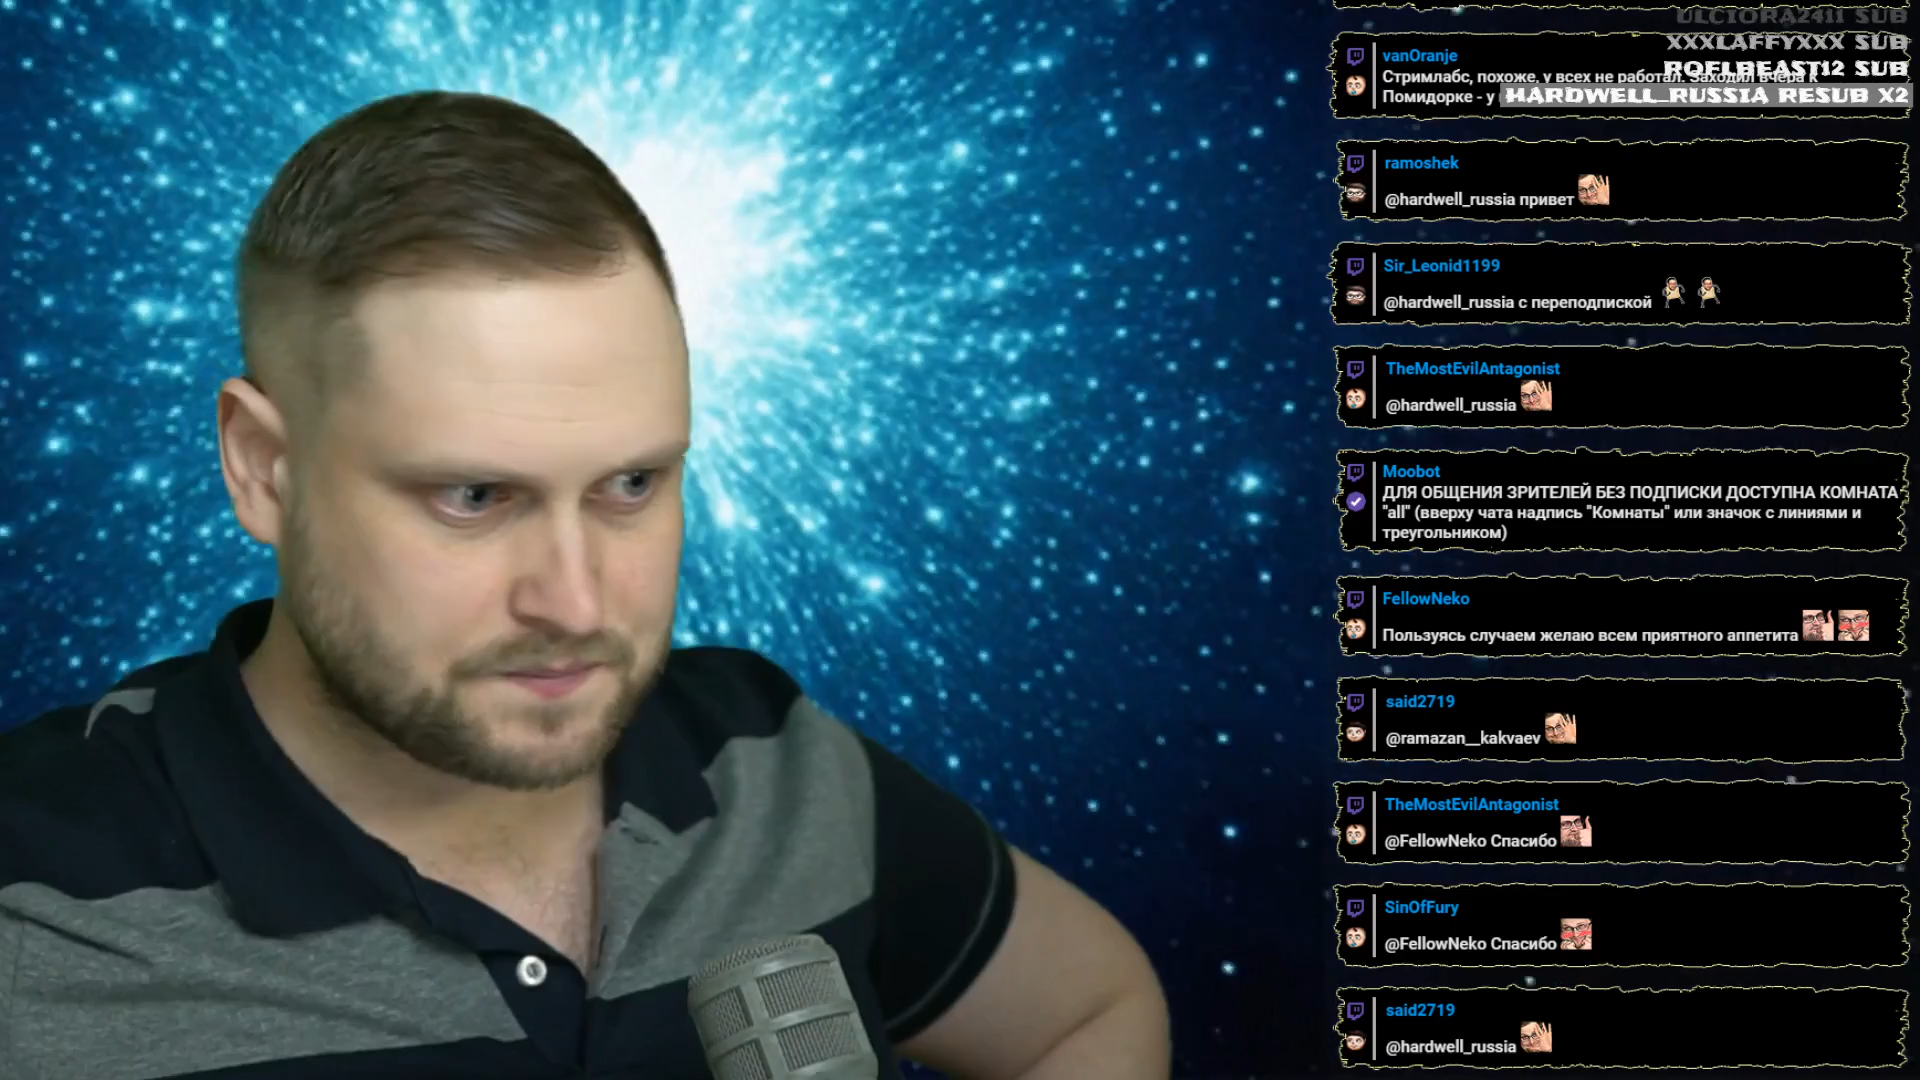 ULCIORA2411 SUB
XXXLAFFYXXX SUB
ROFLBEAST12 SUB
HARDWELL_RUSSIA RESUB X2
vanOranje
Стримлабс, похоже, у всех не работал. Заходил вчера к
Помидорке - у
ramoshek
@hardwell_russia привет
Sir_Leonid1199
@hardwell_russia с переподпиской
TheMostEvilAntagonist
@hardwell_russia
Moobot
ДЛЯ ОБЩЕНИЯ ЗРИТЕЛЕЙ БЕЗ ПОДПИСКИ ДОСТУПНА КОМНАТА
"all" (вверху чата надпись "Комнаты" или значок с линиями и
треугольником)
FellowNeko
Пользуясь случаем желаю всем приятного аппетита
said2719
@ramazan__kakvaev
TheMostEvilAntagonist
@FellowNeko Спасибо
SinOfFury
@FellowNeko Спасибо
said2719
@hardwell_russia